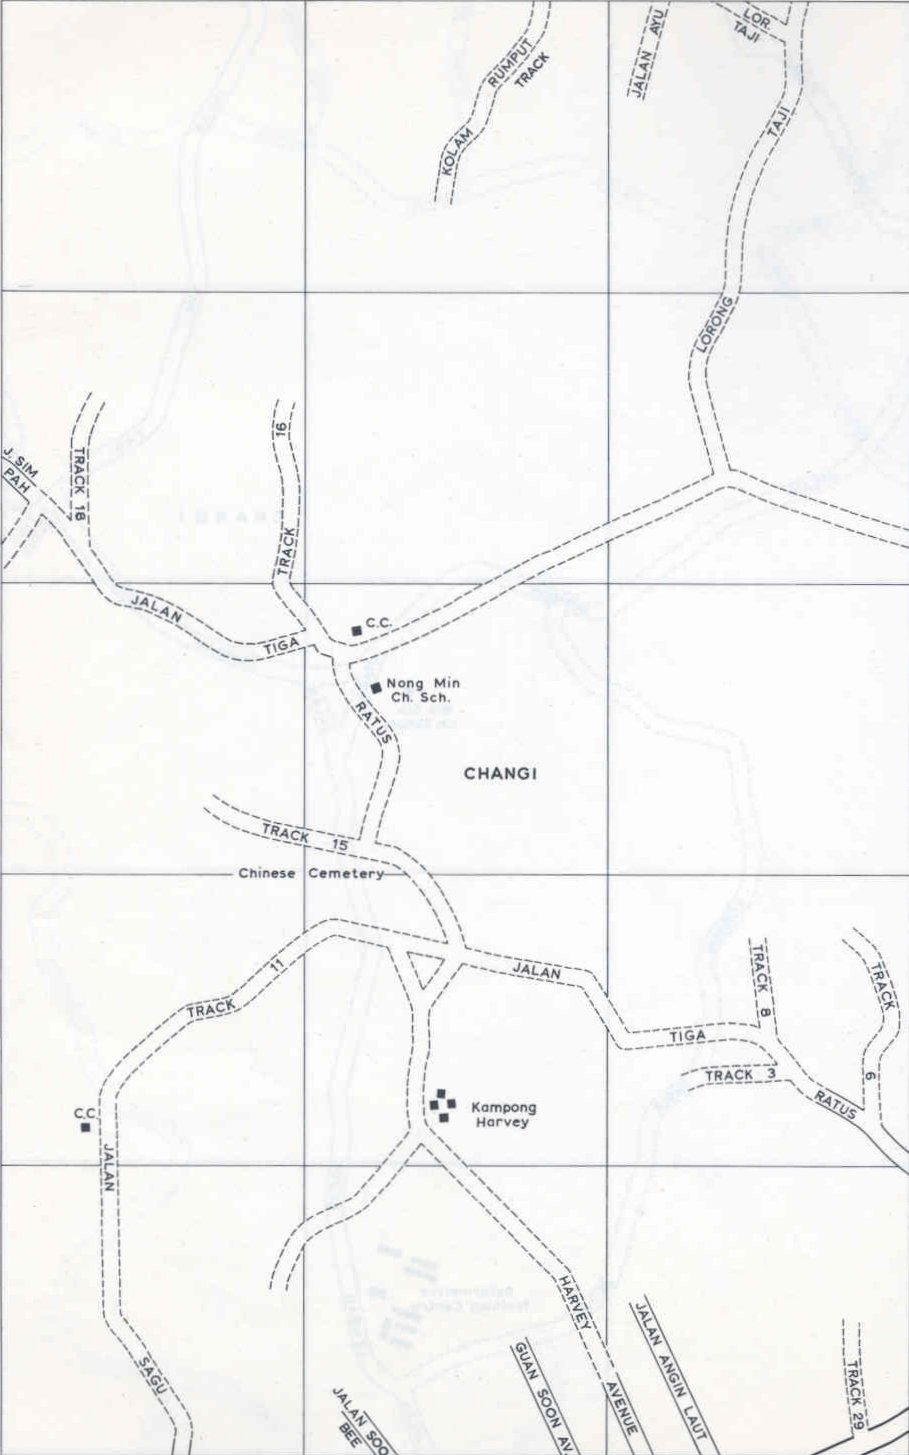 LOR.
TAJI
JALAN AYU
RUMPUT
TRACK
KOLAM
TAJI
LORONG
J. SIM
PAH
TRACK 18
16
TRACK
JALAN
TIGA
C.C.
Nong Min
Ch. Sch.
RATUS
CHANGI
TRACK 15
Chinese Cemetery
11
TRACK
JALAN
TRACK 8
TRACK
6
TIGA
TRACK 3
RATUS
C.C.
Kampong
Harvey
JALAN
SAGU
HARVEY
AVENUE
JALAN ANGIN LAUT
GUAN SOON AV.
JALAN SOO
BEE
TRACK 29